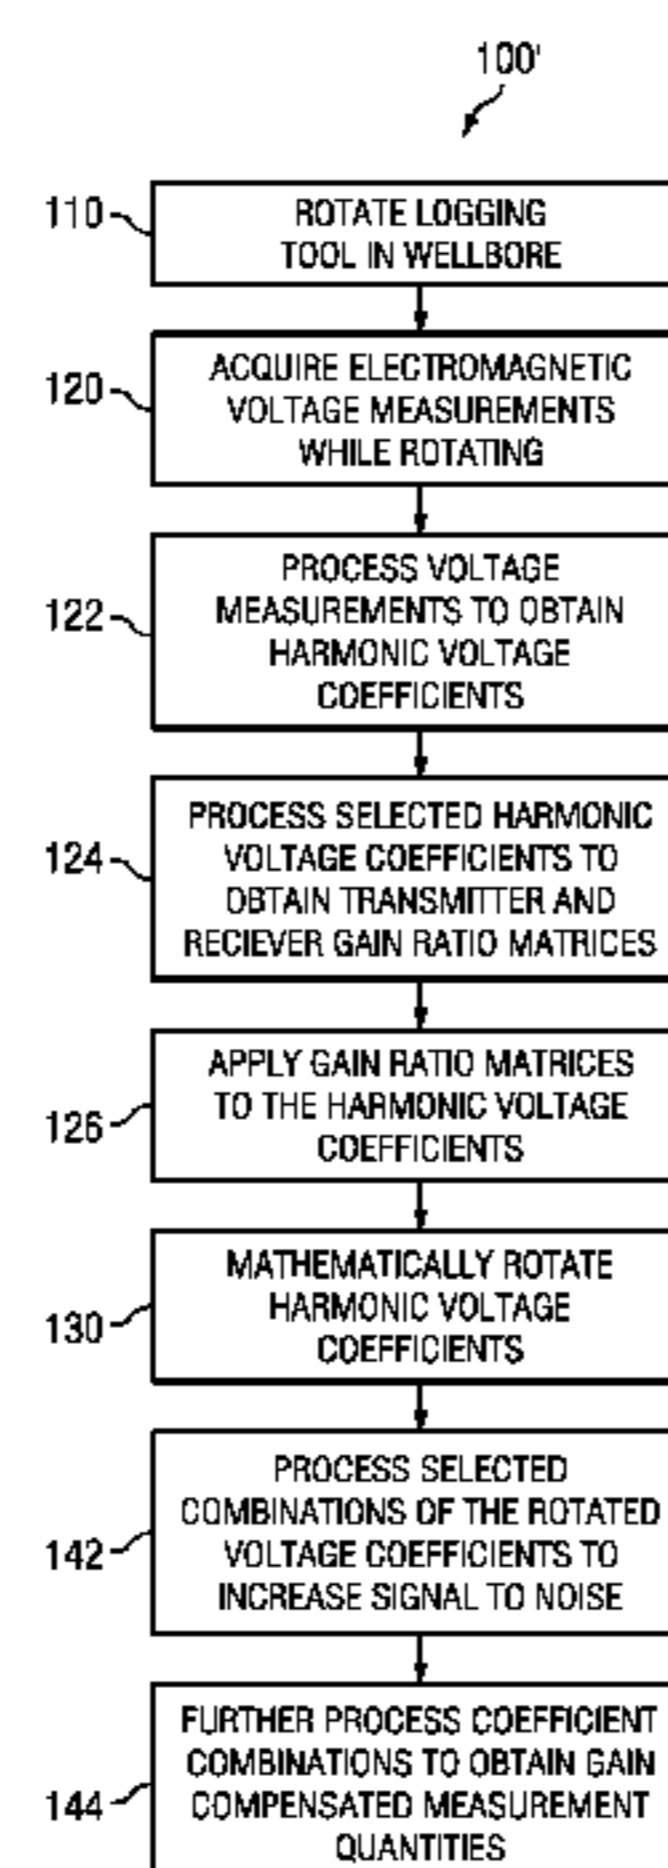 100'
110
ROTATE LOGGING
TOOL IN WELLBORE
120
ACQUIRE ELECTROMAGNETIC
VOLTAGE MEASUREMENTS
WHILE ROTATING
122
PROCESS VOLTAGE
MEASUREMENTS TO OBTAIN
HARMONIC VOLTAGE
COEFFICIENTS
124
PROCESS SELECTED HARMONIC
VOLTAGE COEFFICIENTS TO
OBTAIN TRANSMITTER AND
RECIEVER GAIN RATIO MATRICES
126
APPLY GAIN RATIO MATRICES
TO THE HARMONIC VOLTAGE
COEFFICIENTS
130
MATHEMATICALLY ROTATE
HARMONIC VOLTAGE
COEFFICIENTS
142
PROCESS SELECTED
COMBINATIONS OF THE ROTATED
VOLTAGE COEFFICIENTS TO
INCREASE SIGNAL TO NOISE
144
FURTHER PROCESS COEFFICIENT
COMBINATIONS TO OBTAIN GAIN
COMPENSATED MEASUREMENT
QUANTITIES